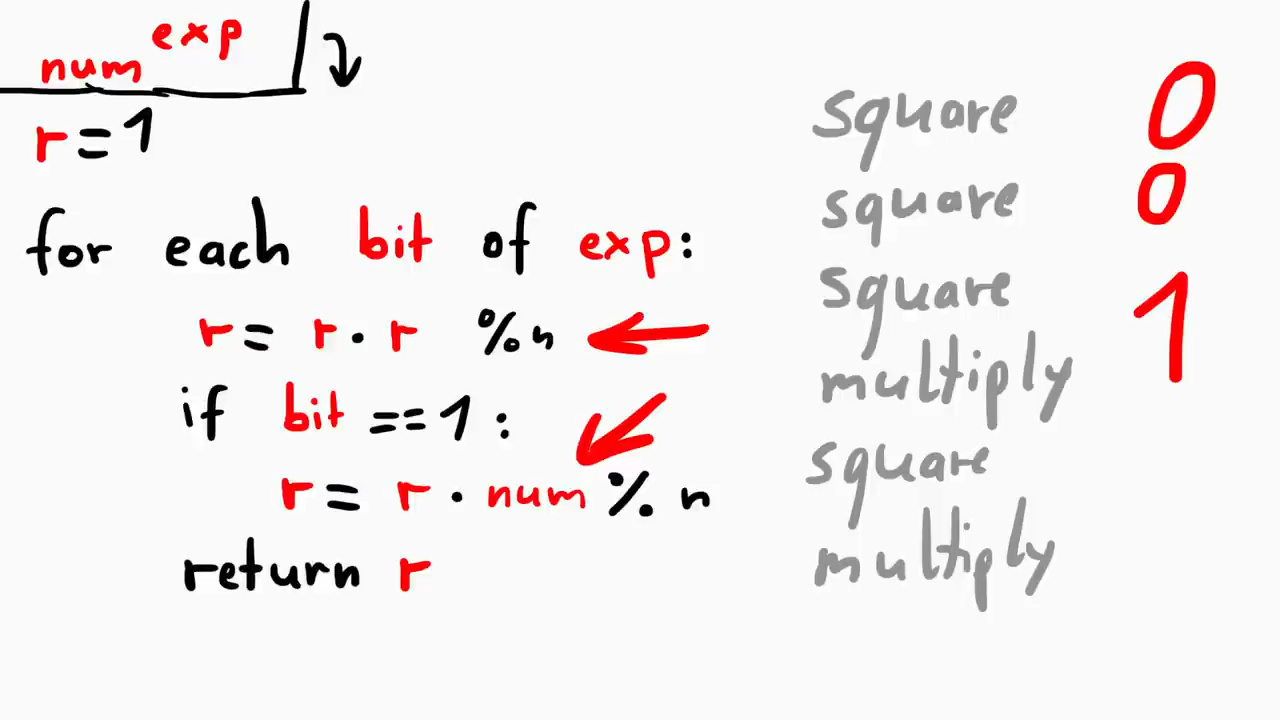 num^exp
r=1
for each bit of exp:
r= r·r %n
if bit ==1:
r= r·num % n
return r
square 0
square 0
square 1
multiply
square
multiply